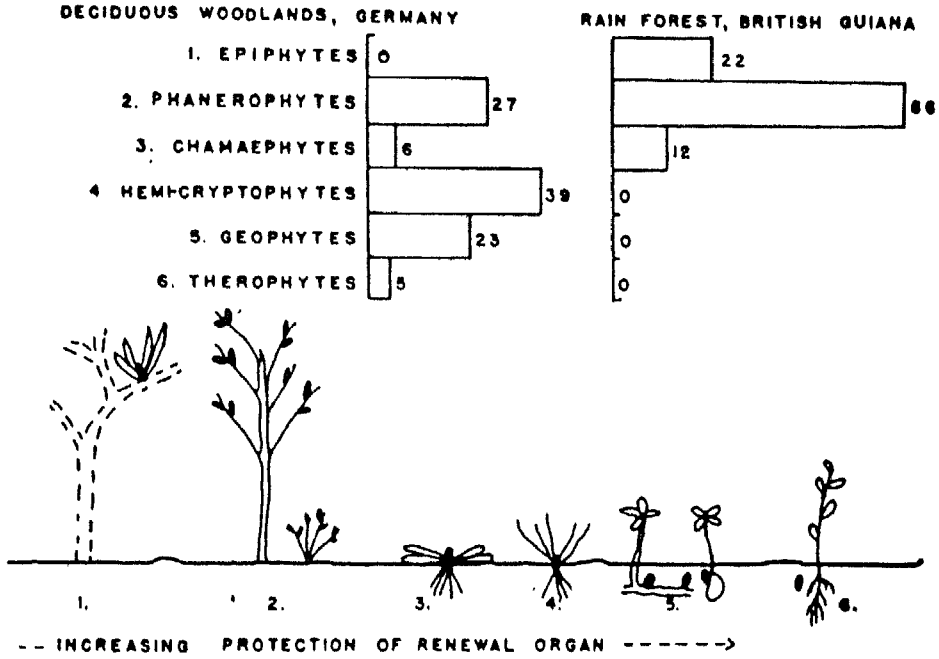 DECIDUOUS WOODLANDS, GERMANY
RAIN FOREST, BRITISH GUIANA
1. EPIPHYTES 0 22
2. PHANEROPHYTES 27 66
3. CHAMAEPHYTES 6 12
4 HEMI-CRYPTOPHYTES 39 0
5. GEOPHYTES 23 0
6. THEROPHYTES 5 0
1. 2. 3. 4. 5. 6.
-- INCREASING PROTECTION OF RENEWAL ORGAN ------>